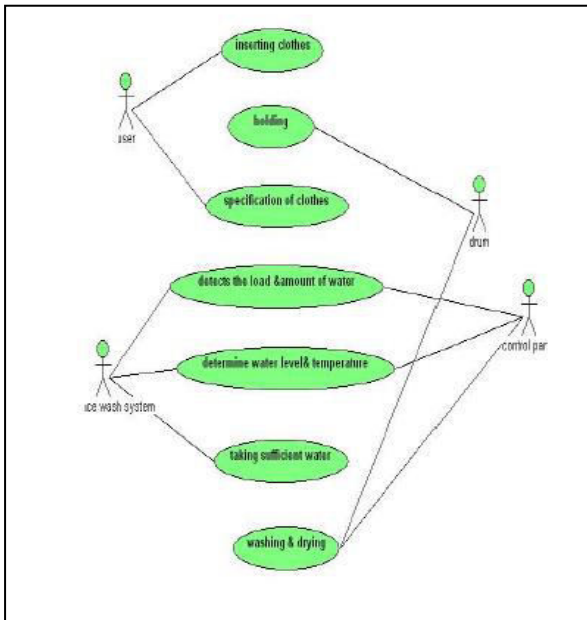 inserting clothes
holding
user
specification of clothes
drum
detects the load &amount of water
control par
determine water level& temperature
ice wash system
taking sufficient water
washing & drying